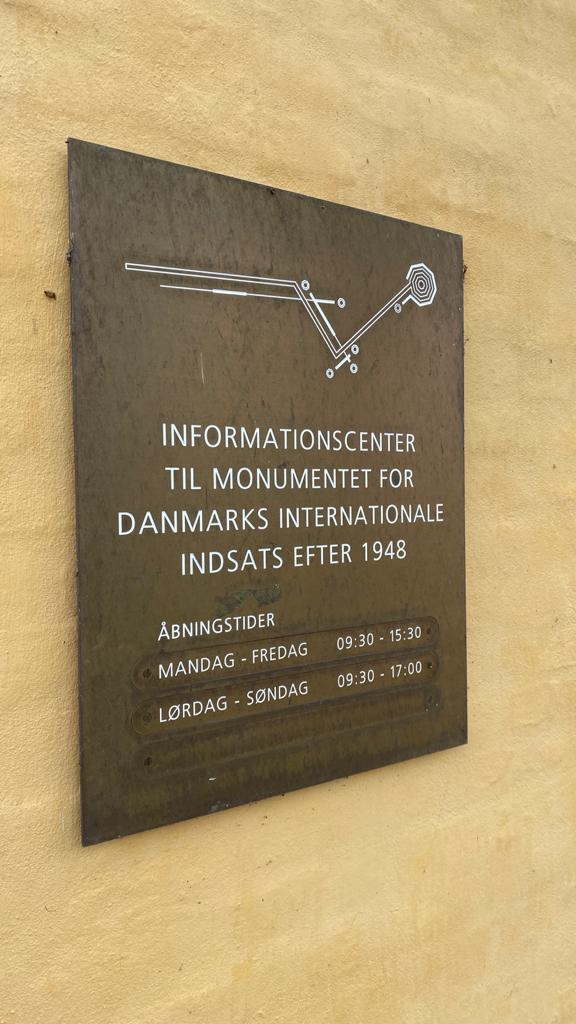 INFORMATIONSCENTER
TIL MONUMENTET FOR
DANMARKS INTERNATIONALE
INDSATS EFTER 1948
ÅBNINGSTIDER
MANDAG - FREDAG 09:30 - 15:30
LØRDAG - SØNDAG 09:30 - 17:00